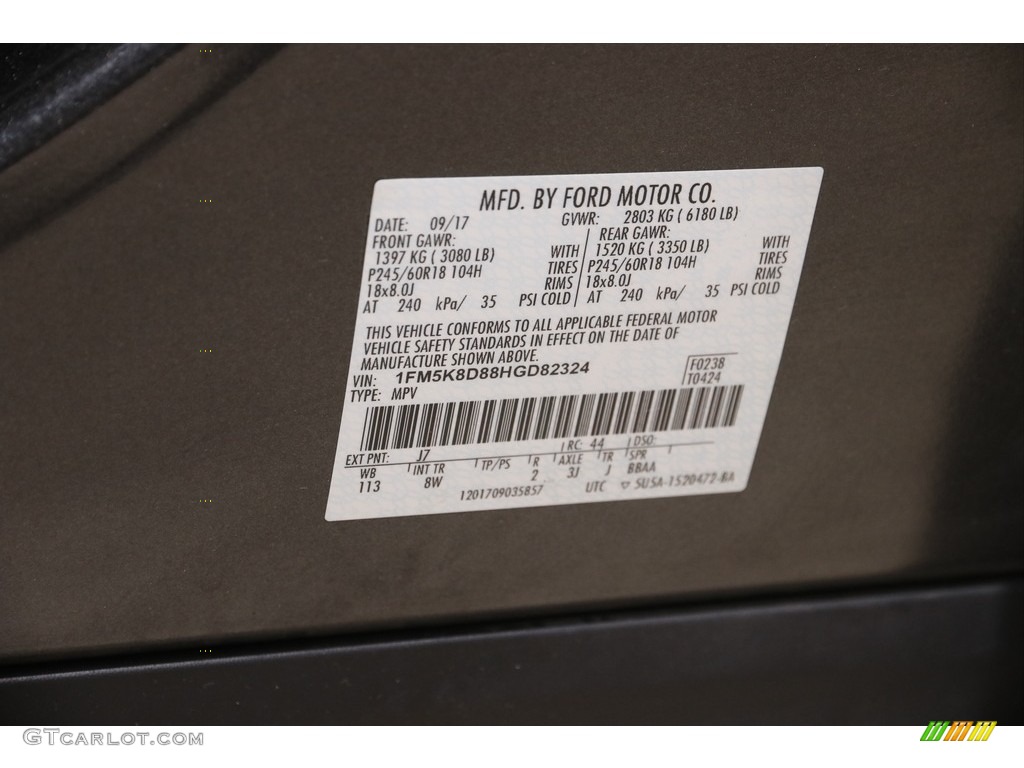 MFD. BY FORD MOTOR CO.
DATE: 09/17 GVWR: 2803 KG ( 6180 LB)
FRONT GAWR: REAR GAWR:
1397 KG ( 3080 LB) WITH 1520 KG ( 3350 LB) WITH
P245/60R18 104H TIRES P245/60R18 104H TIRES
18x8.0J RIMS 18x8.0J RIMS
AT 240 kPa/ 35 PSI COLD AT 240 kPa/ 35 PSI COLD
THIS VEHICLE CONFORMS TO ALL APPLICABLE FEDERAL MOTOR
VEHICLE SAFETY STANDARDS IN EFFECT ON THE DATE OF
MANUFACTURE SHOWN ABOVE.
VIN: 1FM5K8D88HGD82324 F0238
TYPE: MPV T0424
EXT PNT: J7 RC: 44 DSO:
WB INT TR TP/PS R AXLE TR SPR
113 8W 2 3J J BBAA
1201709035857 UTC ▽ 5U5A-1520472-BA
GTCARLOT.COM